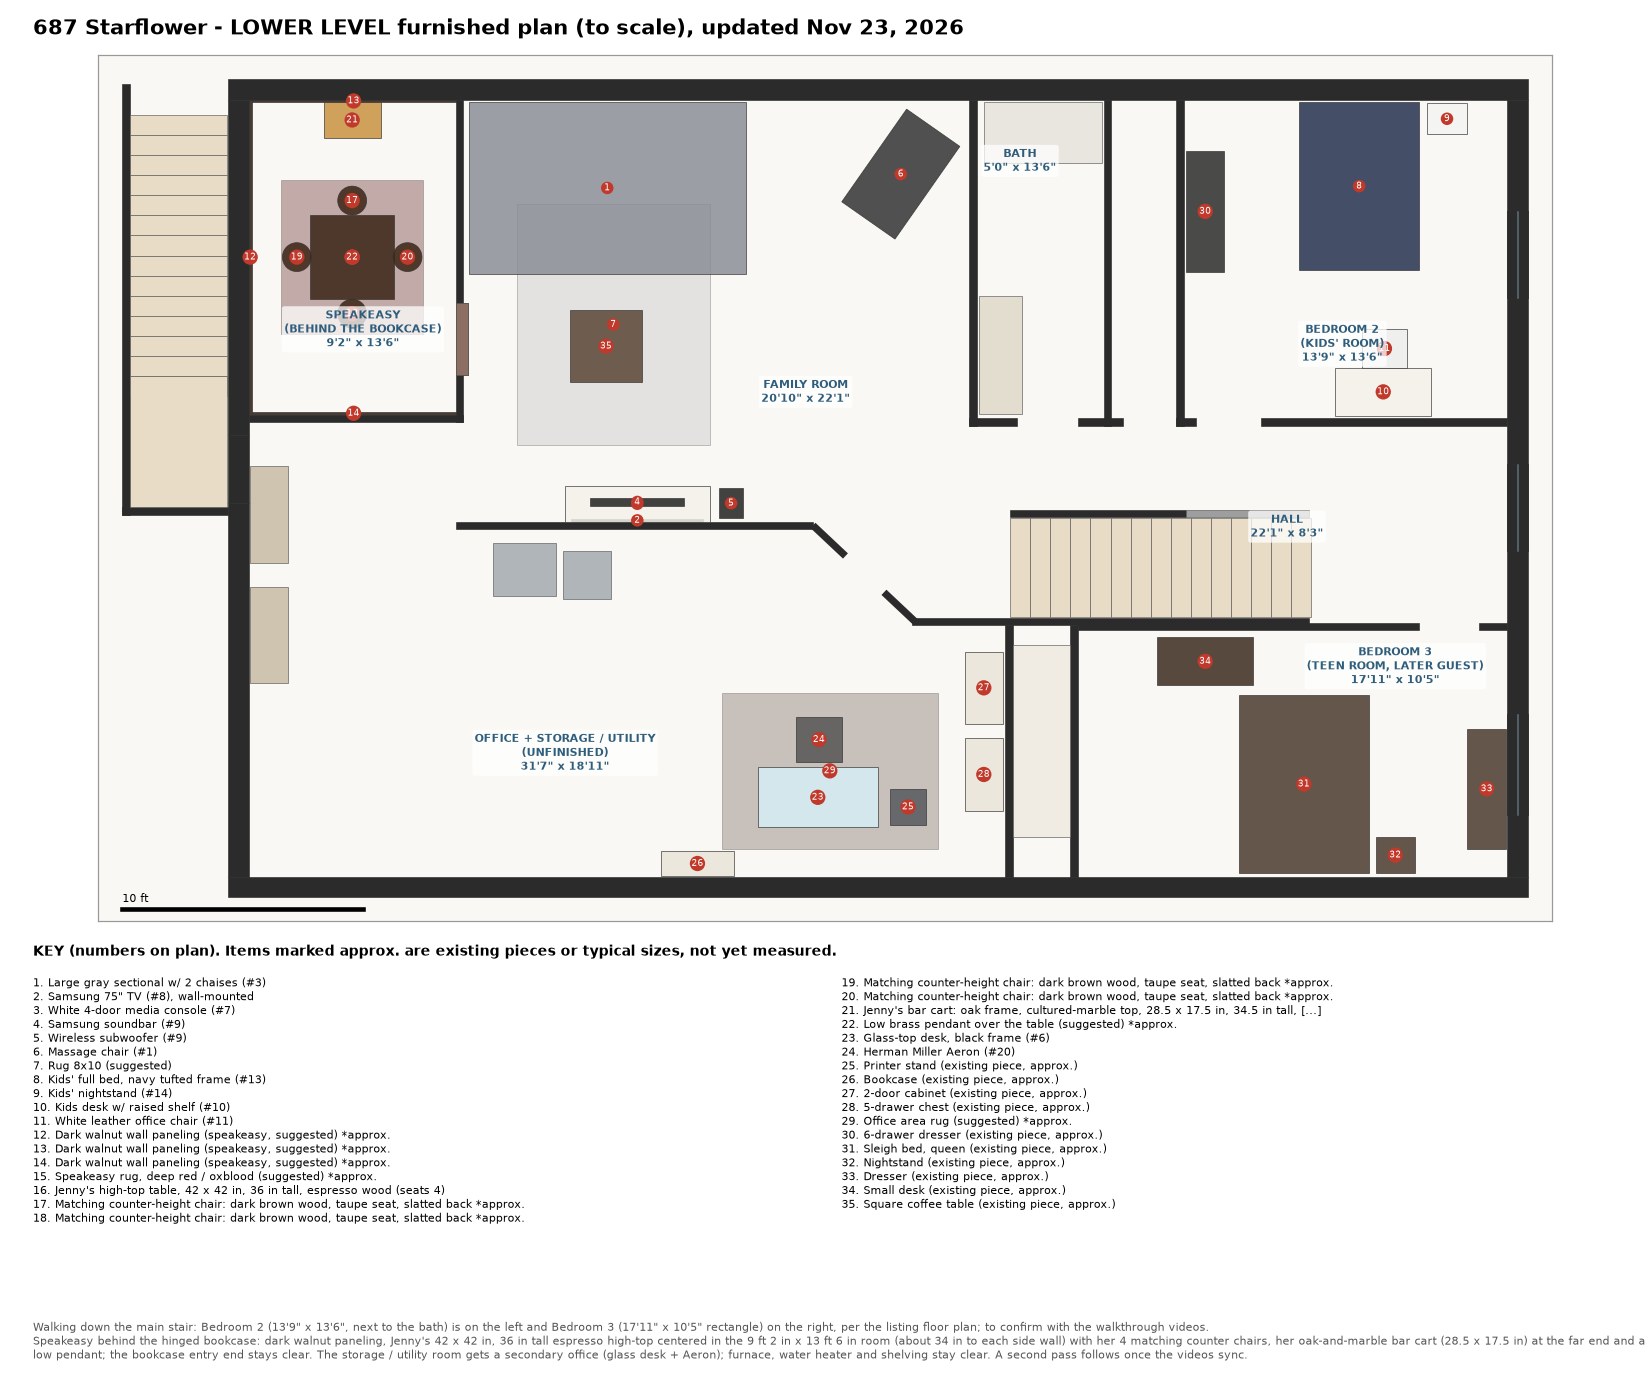 687 Starflower - LOWER LEVEL furnished plan (to scale), updated Nov 23, 2026
13
21
17
12
19
22
20
SPEAKEASY
(BEHIND THE BOOKCASE)
9'2" x 13'6"
14
1
7
35
6
FAMILY ROOM
20'10" x 22'1"
4
2
5
BATH
5'0" x 13'6"
30
8
9
BEDROOM 2
(KIDS' ROOM)
13'9" x 13'6"
10
HALL
22'1" x 8'3"
BEDROOM 3
(TEEN ROOM, LATER GUEST)
17'11" x 10'5"
34
31
33
32
OFFICE + STORAGE / UTILITY
(UNFINISHED)
31'7" x 18'11"
27
28
24
29
23
25
26
10 ft
KEY (numbers on plan). Items marked approx. are existing pieces or typical sizes, not yet measured.
1. Large gray sectional w/ 2 chaises (#3)
2. Samsung 75" TV (#8), wall-mounted
3. White 4-door media console (#7)
4. Samsung soundbar (#9)
5. Wireless subwoofer (#9)
6. Massage chair (#1)
7. Rug 8x10 (suggested)
8. Kids' full bed, navy tufted frame (#13)
9. Kids' nightstand (#14)
10. Kids desk w/ raised shelf (#10)
11. White leather office chair (#11)
12. Dark walnut wall paneling (speakeasy, suggested) *approx.
13. Dark walnut wall paneling (speakeasy, suggested) *approx.
14. Dark walnut wall paneling (speakeasy, suggested) *approx.
15. Speakeasy rug, deep red / oxblood (suggested) *approx.
16. Jenny's high-top table, 42 x 42 in, 36 in tall, espresso wood (seats 4)
17. Matching counter-height chair: dark brown wood, taupe seat, slatted back *approx.
18. Matching counter-height chair: dark brown wood, taupe seat, slatted back *approx.
19. Matching counter-height chair: dark brown wood, taupe seat, slatted back *approx.
20. Matching counter-height chair: dark brown wood, taupe seat, slatted back *approx.
21. Jenny's bar cart: oak frame, cultured-marble top, 28.5 x 17.5 in, 34.5 in tall, [...]
22. Low brass pendant over the table (suggested) *approx.
23. Glass-top desk, black frame (#6)
24. Herman Miller Aeron (#20)
25. Printer stand (existing piece, approx.)
26. Bookcase (existing piece, approx.)
27. 2-door cabinet (existing piece, approx.)
28. 5-drawer chest (existing piece, approx.)
29. Office area rug (suggested) *approx.
30. 6-drawer dresser (existing piece, approx.)
31. Sleigh bed, queen (existing piece, approx.)
32. Nightstand (existing piece, approx.)
33. Dresser (existing piece, approx.)
34. Small desk (existing piece, approx.)
35. Square coffee table (existing piece, approx.)
Walking down the main stair: Bedroom 2 (13'9" x 13'6", next to the bath) is on the left and Bedroom 3 (17'11" x 10'5" rectangle) on the right, per the listing floor plan; to confirm with the walkthrough videos.
Speakeasy behind the hinged bookcase: dark walnut paneling, Jenny's 42 x 42 in, 36 in tall espresso high-top centered in the 9 ft 2 in x 13 ft 6 in room (about 34 in to each side wall) with her 4 matching counter chairs, her oak-and-marble bar cart (28.5 x 17.5 in) at the far end and a
low pendant; the bookcase entry end stays clear. The storage / utility room gets a secondary office (glass desk + Aeron); furnace, water heater and shelving stay clear. A second pass follows once the videos sync.